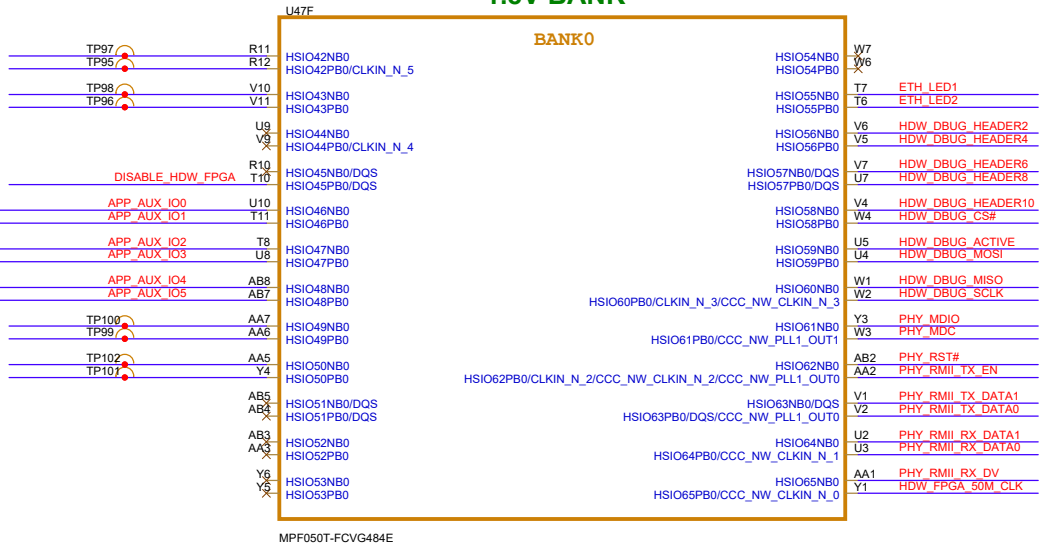 U47F
BANK0
TP97 R11 HSIO42NB0 HSIO54NB0 W7
TP95 R12 HSIO42PB0/CLKIN_N_5 HSIO54PB0 W6
TP98 V10 HSIO43NB0 HSIO55NB0 T7 ETH_LED1
TP96 V11 HSIO43PB0 HSIO55PB0 T6 ETH_LED2
U9 HSIO44NB0 HSIO56NB0 V6 HDW_DBUG_HEADER2
V9 HSIO44PB0/CLKIN_N_4 HSIO56PB0 V5 HDW_DBUG_HEADER4
R10 HSIO45NB0/DQS HSIO57NB0/DQS V7 HDW_DBUG_HEADER6
DISABLE_HDW_FPGA T10 HSIO45PB0/DQS HSIO57PB0/DQS U7 HDW_DBUG_HEADER8
APP_AUX_IO0 U10 HSIO46NB0 HSIO58NB0 V4 HDW_DBUG_HEADER10
APP_AUX_IO1 T11 HSIO46PB0 HSIO58PB0 W4 HDW_DBUG_CS#
APP_AUX_IO2 T8 HSIO47NB0 HSIO59NB0 U5 HDW_DBUG_ACTIVE
APP_AUX_IO3 U8 HSIO47PB0 HSIO59PB0 U4 HDW_DBUG_MOSI
APP_AUX_IO4 AB8 HSIO48NB0 HSIO60NB0 W1 HDW_DBUG_MISO
APP_AUX_IO5 AB7 HSIO48PB0 HSIO60PB0/CLKIN_N_3/CCC_NW_CLKIN_N_3 W2 HDW_DBUG_SCLK
TP100 AA7 HSIO49NB0 HSIO61NB0 Y3 PHY_MDIO
TP99 AA6 HSIO49PB0 HSIO61PB0/CCC_NW_PLL1_OUT1 W3 PHY_MDC
TP102 AA5 HSIO50NB0 HSIO62NB0 AB2 PHY_RST#
TP101 Y4 HSIO50PB0 HSIO62PB0/CLKIN_N_2/CCC_NW_CLKIN_N_2/CCC_NW_PLL1_OUT0 AA2 PHY_RMII_TX_EN
AB5 HSIO51NB0/DQS HSIO63NB0/DQS V1 PHY_RMII_TX_DATA1
AB4 HSIO51PB0/DQS HSIO63PB0/DQS/CCC_NW_PLL1_OUT0 V2 PHY_RMII_TX_DATA0
AB3 HSIO52NB0 HSIO64NB0 U2 PHY_RMII_RX_DATA1
AA3 HSIO52PB0 HSIO64PB0/CCC_NW_CLKIN_N_1 U3 PHY_RMII_RX_DATA0
Y6 HSIO53NB0 HSIO65NB0 AA1 PHY_RMII_RX_DV
Y5 HSIO53PB0 HSIO65PB0/CCC_NW_CLKIN_N_0 Y1 HDW_FPGA_50M_CLK
MPF050T-FCVG484E